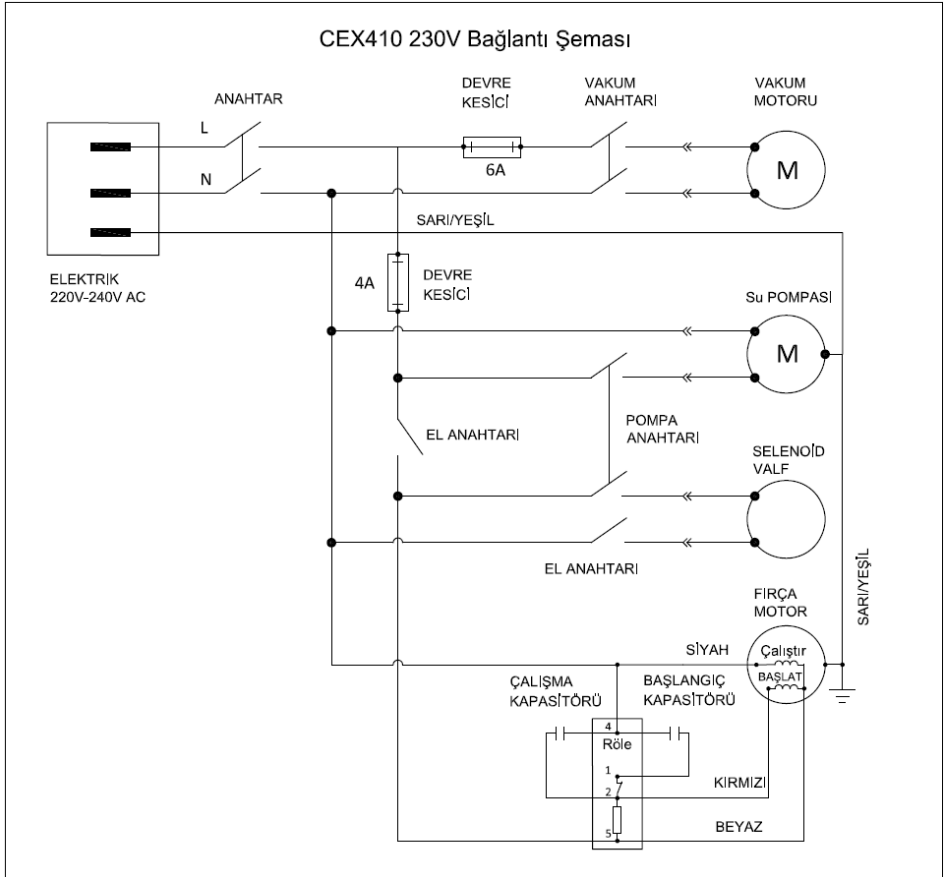 CEX410 230V Bağlantı Şeması
ANAHTAR
DEVRE
KESİCİ
VAKUM
ANAHTARI
VAKUM
MOTORU
L
6A
M
N
SARI/YEŞİL
ELEKTRIK
220V-240V AC
4A
DEVRE
KESİCİ
Su POMPASI
M
EL ANAHTARI
POMPA
ANAHTARI
SELENOİD
VALF
EL ANAHTARI
SARI/YEŞİL
FIRÇA
MOTOR
SİYAH
Çalıştır
BAŞLAT
ÇALIŞMA
KAPASİTÖRÜ
BAŞLANGIÇ
KAPASİTÖRÜ
4
Röle
1
2
5
KIRMIZI
BEYAZ